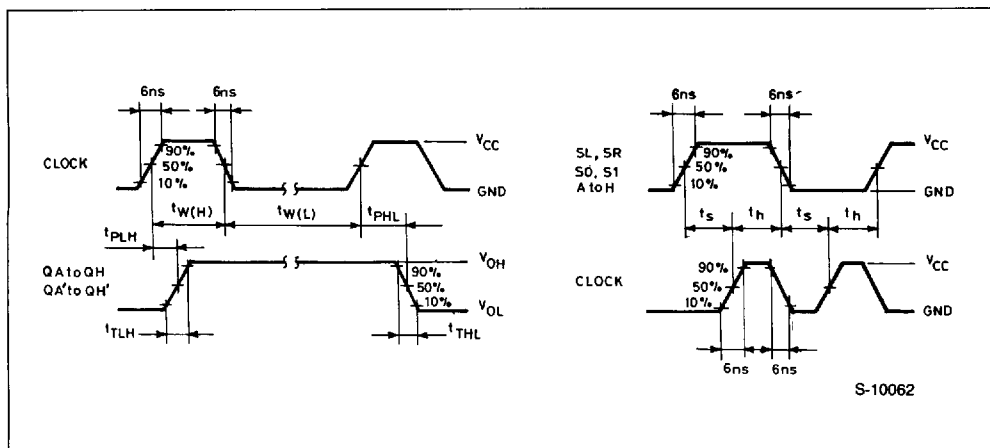 6ns 6ns
VCC
90%
CLOCK 50%
10%
GND
tW(H) tW(L) tPHL
tPLH
VOH
QA to QH 90%
QA' to QH' 50%
10% VOL
tTLH tTHL
6ns 6ns
VCC
SL, SR 90%
S0, S1 50%
A to H 10%
GND
ts th ts th
VCC
90%
CLOCK 50%
10% GND
6ns 6ns
S-10062